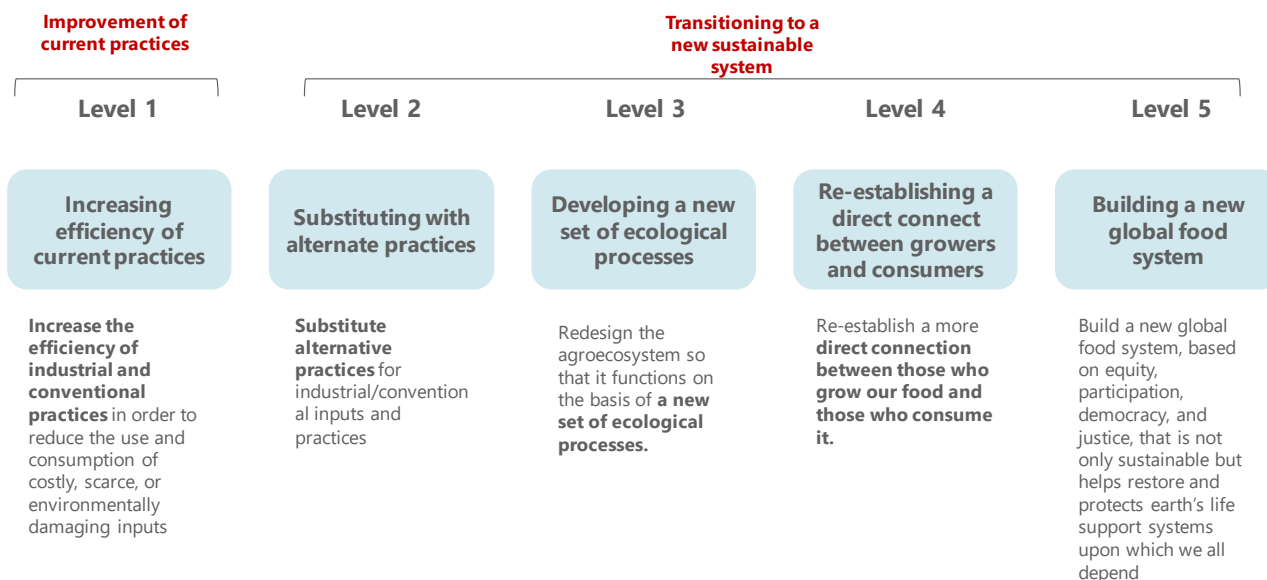 Improvement of
current practices
Transitioning to a
new sustainable
system
Level 1
Level 2
Level 3
Level 4
Level 5
Increasing
efficiency of
current practices
Substituting with
alternate practices
Developing a new
set of ecological
processes
Re-establishing a
direct connect
between growers
and consumers
Building a new
global food
system
Increase the
efficiency of
industrial and
conventional
practices in order to
reduce the use and
consumption of
costly, scarce, or
environmentally
damaging inputs
Substitute
alternative
practices for
industrial/convention
al inputs and
practices
Redesign the
agroecosystem so
that it functions on
the basis of a new
set of ecological
processes.
Re-establish a more
direct connection
between those who
grow our food and
those who consume
it.
Build a new global
food system, based
on equity,
participation,
democracy, and
justice, that is not
only sustainable but
helps restore and
protects earth's life
support systems
upon which we all
depend